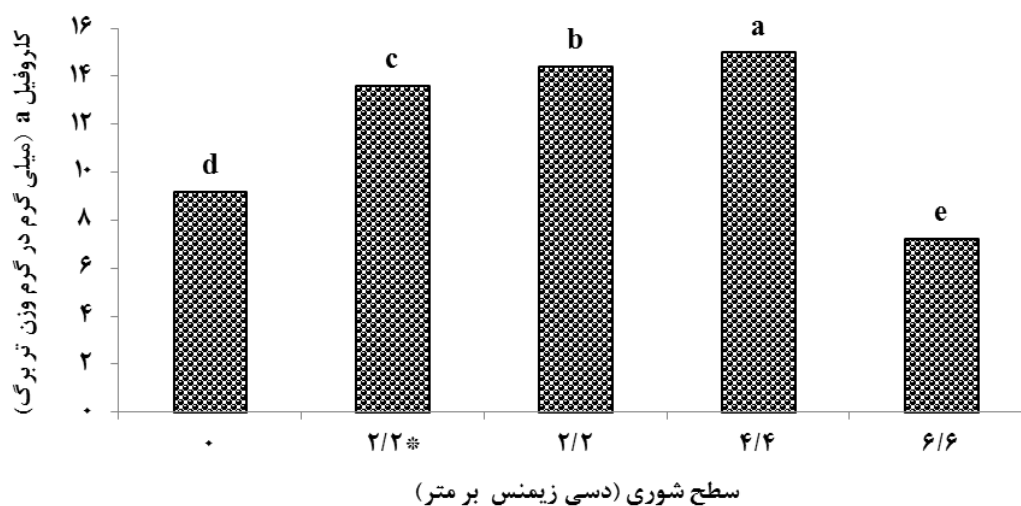 کلروفیل a (میلی گرم در گرم وزن تر برگ)
۱۶
۱۴
۱۲
۱۰
۸
۶
۴
۲
۰
d
c
b
a
e
۰ ۲/۲* ۲/۲ ۴/۴ ۶/۶
سطح شوری (دسی زیمنس بر متر)